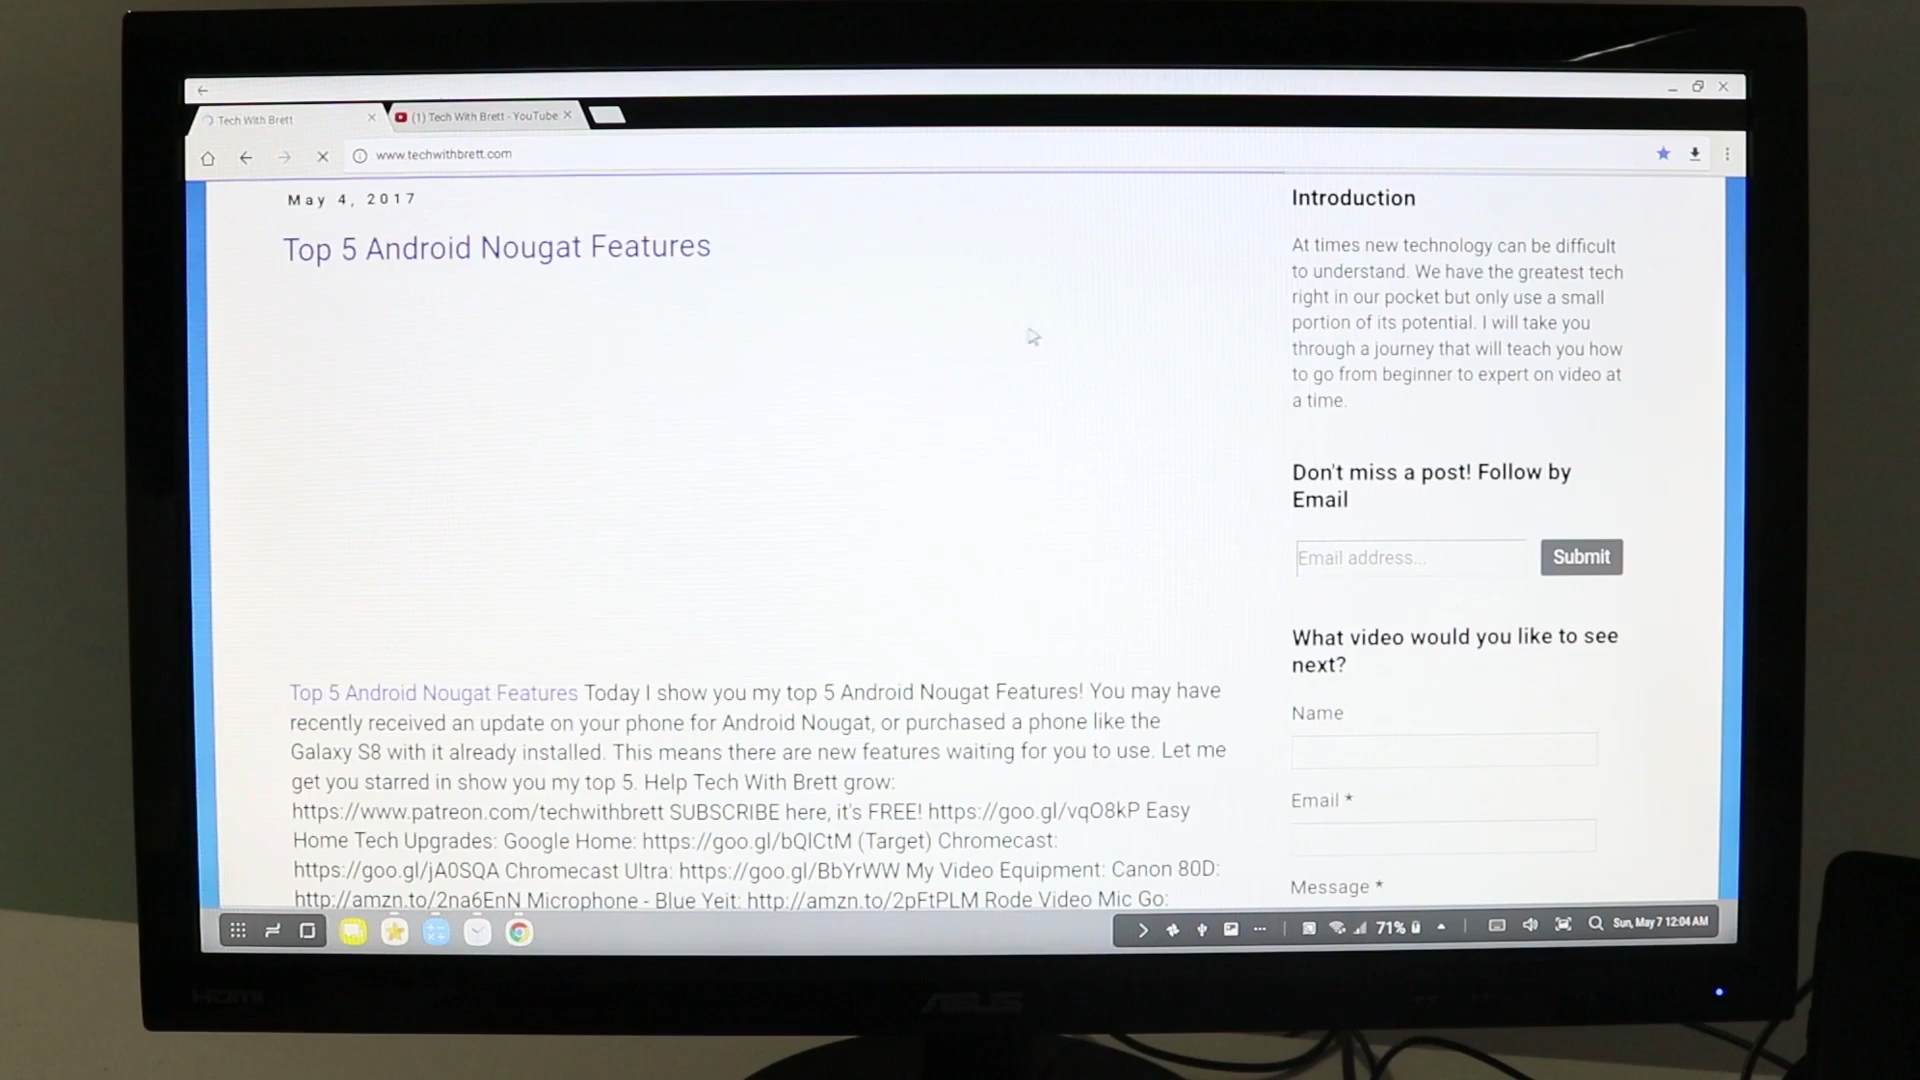 Tech With Brett
(1) Tech With Brett - YouTube
www.techwithbrett.com
May 4, 2017
Top 5 Android Nougat Features
Top 5 Android Nougat Features Today I show you my top 5 Android Nougat Features! You may have
recently received an update on your phone for Android Nougat, or purchased a phone like the
Galaxy S8 with it already installed. This means there are new features waiting for you to use. Let me
get you starred in show you my top 5. Help Tech With Brett grow:
https://www.patreon.com/techwithbrett SUBSCRIBE here, it's FREE! https://goo.gl/vqO8kP Easy
Home Tech Upgrades: Google Home: https://goo.gl/bQlCtM (Target) Chromecast:
https://goo.gl/jA0SQA Chromecast Ultra: https://goo.gl/BbYrWW My Video Equipment: Canon 80D:
http://amzn.to/2na6EnN Microphone - Blue Yeit: http://amzn.to/2pFtPLM Rode Video Mic Go:
Introduction
At times new technology can be difficult
to understand. We have the greatest tech
right in our pocket but only use a small
portion of its potential. I will take you
through a journey that will teach you how
to go from beginner to expert on video at
a time.
Don't miss a post! Follow by
Email
Email address...
Submit
What video would you like to see
next?
Name
Email *
Message *
71%
Sun, May 7 12:04 AM
HDMI
ASUS